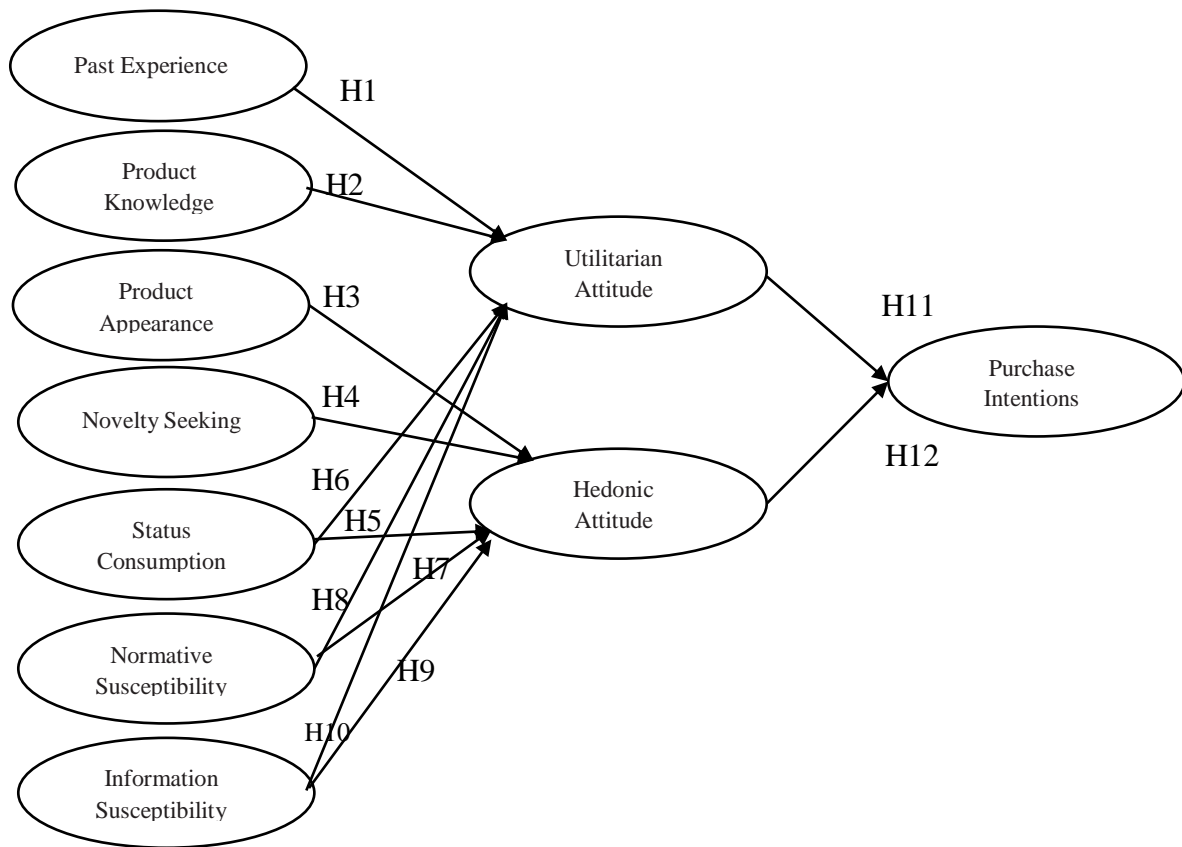 Past Experience
H1
Product
Knowledge
H2
Utilitarian
Attitude
Product
Appearance
H3
H11
Purchase
Intentions
Novelty Seeking
H4
H12
Hedonic
Attitude
H6
H5
Status
Consumption
H7
H8
Normative
Susceptibility
H9
H10
Information
Susceptibility